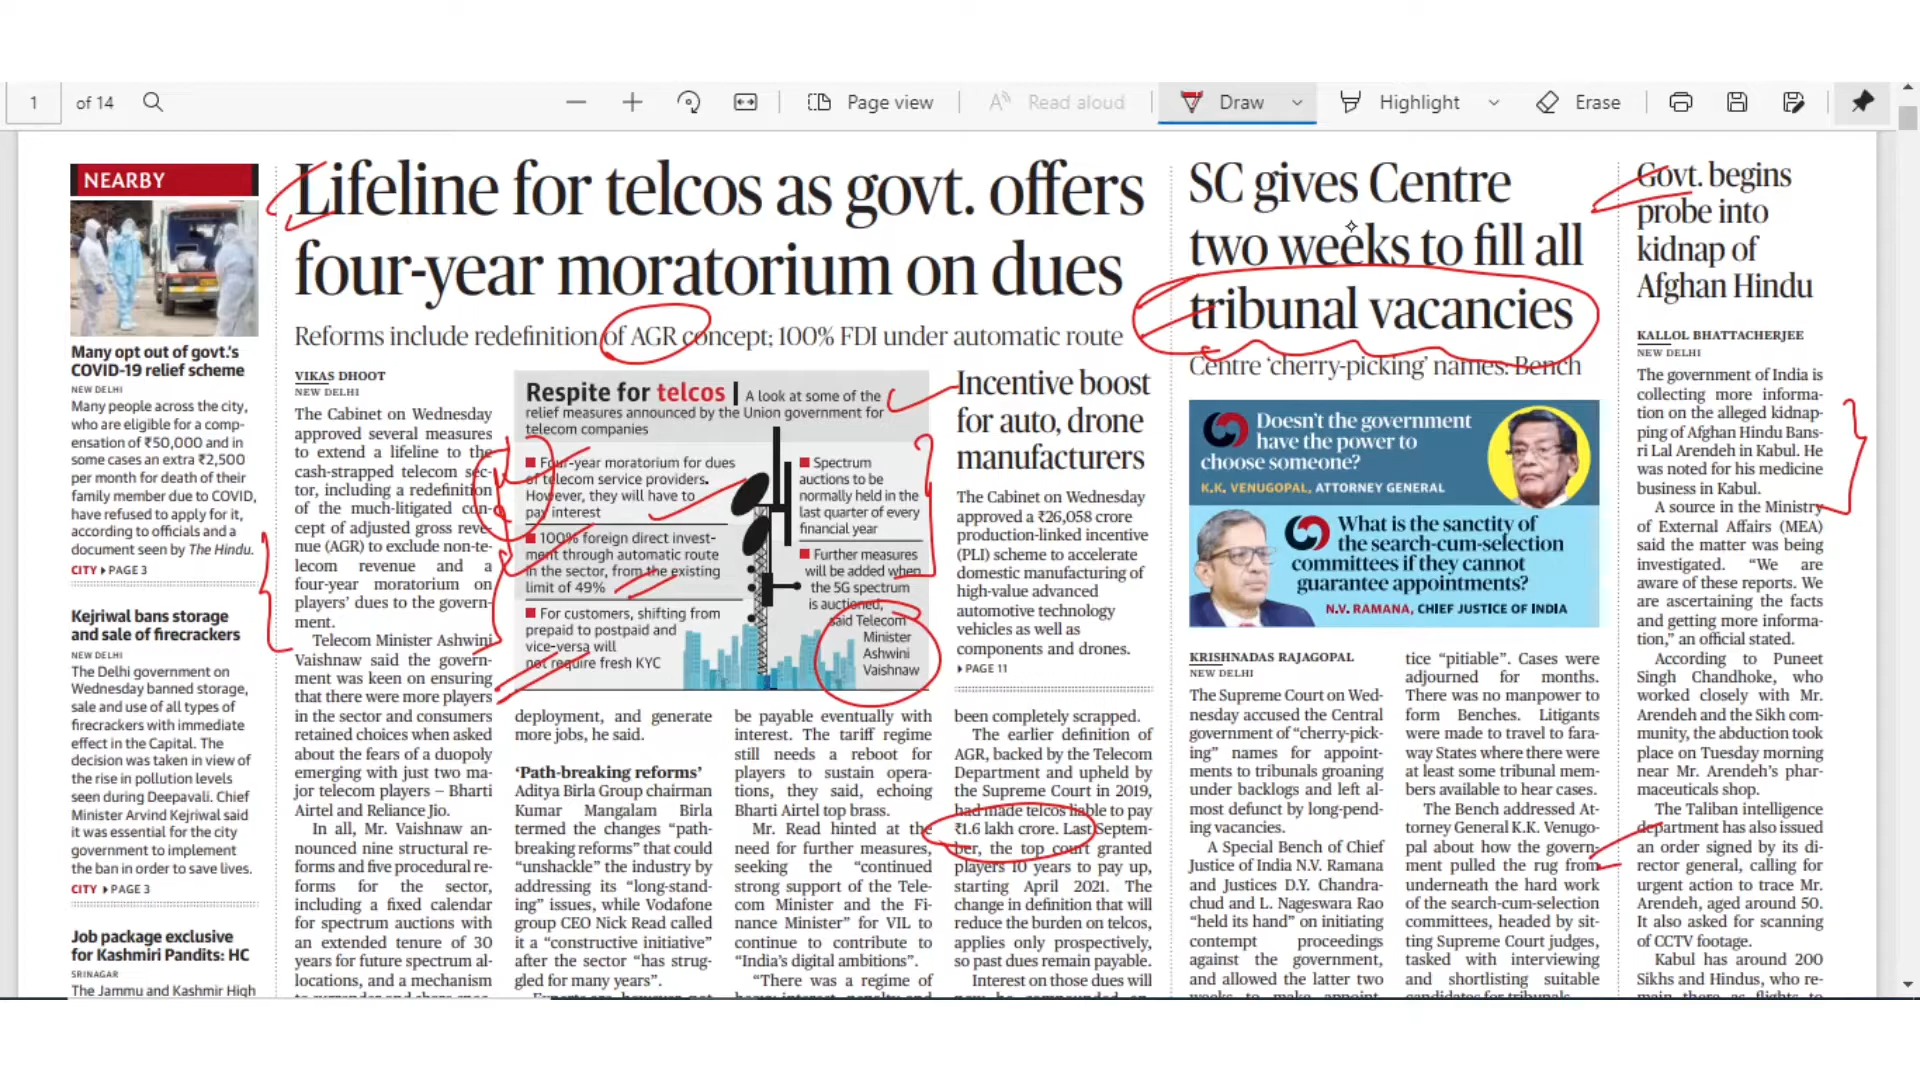 1 of 14
Page view
Read aloud
Draw
Highlight
Erase
NEARBY
Many opt out of govt.'s
COVID-19 relief scheme
NEW DELHI
Many people across the city,
who are eligible for a comp-
ensation of ₹50,000 and in
some cases an extra ₹2,500
per month for death of their
family member due to COVID,
have refused to apply for it,
according to officials and a
document seen by The Hindu.
CITY ▸ PAGE 3
Kejriwal bans storage
and sale of firecrackers
NEW DELHI
The Delhi government on
Wednesday banned storage,
sale and use of all types of
firecrackers with immediate
effect in the Capital. The
decision was taken in view of
the rise in pollution levels
seen during Deepavali. Chief
Minister Arvind Kejriwal said
it was essential for the city
government to implement
the ban in order to save lives.
CITY ▸ PAGE 3
Job package exclusive
for Kashmiri Pandits: HC
SRINAGAR
The Jammu and Kashmir High
Lifeline for telcos as govt. offers
four-year moratorium on dues
Reforms include redefinition of AGR concept; 100% FDI under automatic route
VIKAS DHOOT
NEW DELHI
The Cabinet on Wednesday
approved several measures
to extend a lifeline to the
cash-strapped telecom sec-
tor, including a redefinition
of the much-litigated con-
cept of adjusted gross reve-
nue (AGR) to exclude non-te-
lecom revenue and a
four-year moratorium on
players' dues to the govern-
ment.
Telecom Minister Ashwini
Vaishnaw said the govern-
ment was keen on ensuring
that there were more players
in the sector and consumers
retained choices when asked
about the fears of a duopoly
emerging with just two ma-
jor telecom players – Bharti
Airtel and Reliance Jio.
In all, Mr. Vaishnaw an-
nounced nine structural re-
forms and five procedural re-
forms for the sector,
including a fixed calendar
for spectrum auctions with
an extended tenure of 30
years for future spectrum al-
locations, and a mechanism
Respite for telcos | A look at some of the
relief measures announced by the Union government for
telecom companies
Four-year moratorium for dues
of telecom service providers.
However, they will have to
pay interest
100% foreign direct invest-
ment through automatic route
in the sector, from the existing
limit of 49%
For customers, shifting from
prepaid to postpaid and
vice-versa will
not require fresh KYC
Spectrum
auctions to be
normally held in the
last quarter of every
financial year
Further measures
will be added when
the 5G spectrum
is auctioned,
said Telecom
Minister
Ashwini
Vaishnaw
deployment, and generate
more jobs, he said.
'Path-breaking reforms'
Aditya Birla Group chairman
Kumar Mangalam Birla
termed the changes “path-
breaking reforms” that could
“unshackle” the industry by
addressing its “long-stand-
ing” issues, while Vodafone
group CEO Nick Read called
it a “constructive initiative”
after the sector “has strug-
gled for many years”.
be payable eventually with
interest. The tariff regime
still needs a reboot for
players to sustain opera-
tions, they said, echoing
Bharti Airtel top brass.
Mr. Read hinted at the
need for further measures,
seeking the “continued
strong support of the Tele-
com Minister and the Fi-
nance Minister” for VIL to
continue to contribute to
“India's digital ambitions”.
“There was a regime of
Incentive boost
for auto, drone
manufacturers
The Cabinet on Wednesday
approved a ₹26,058 crore
production-linked incentive
(PLI) scheme to accelerate
domestic manufacturing of
high-value advanced
automotive technology
vehicles as well as
components and drones.
▸ PAGE 11
been completely scrapped.
The earlier definition of
AGR, backed by the Telecom
Department and upheld by
the Supreme Court in 2019,
had made telcos liable to pay
₹1.6 lakh crore. Last Septem-
ber, the top court granted
players 10 years to pay up,
starting April 2021. The
change in definition that will
reduce the burden on telcos,
applies only prospectively,
so past dues remain payable.
Interest on those dues will
SC gives Centre
two weeks to fill all
tribunal vacancies
Centre 'cherry-picking' names: Bench
Doesn't the government
have the power to
choose someone?
K.K. VENUGOPAL, ATTORNEY GENERAL
What is the sanctity of
the search-cum-selection
committees if they cannot
guarantee appointments?
N.V. RAMANA, CHIEF JUSTICE OF INDIA
KRISHNADAS RAJAGOPAL
NEW DELHI
The Supreme Court on Wed-
nesday accused the Central
government of “cherry-pick-
ing” names for appoint-
ments to tribunals groaning
under backlogs and left al-
most defunct by long-pend-
ing vacancies.
A Special Bench of Chief
Justice of India N.V. Ramana
and Justices D.Y. Chandra-
chud and L. Nageswara Rao
“held its hand” on initiating
contempt proceedings
against the government,
and allowed the latter two
tice “pitiable”. Cases were
adjourned for months.
There was no manpower to
form Benches. Litigants
were made to travel to fara-
way States where there were
at least some tribunal mem-
bers available to hear cases.
The Bench addressed At-
torney General K.K. Venugo-
pal about how the govern-
ment pulled the rug from
underneath the hard work
of the search-cum-selection
committees, headed by sit-
ting Supreme Court judges,
tasked with interviewing
and shortlisting suitable
candidates for tribunals.
Govt. begins
probe into
kidnap of
Afghan Hindu
KALLOL BHATTACHERJEE
NEW DELHI
The government of India is
collecting more informa-
tion on the alleged kidnap-
ping of Afghan Hindu Bans-
ri Lal Arendeh in Kabul. He
was noted for his medicine
business in Kabul.
A source in the Ministry
of External Affairs (MEA)
said the matter was being
investigated. “We are
aware of these reports. We
are ascertaining the facts
and getting more informa-
tion,” an official stated.
According to Puneet
Singh Chandhoke, who
worked closely with Mr.
Arendeh and the Sikh com-
munity, the abduction took
place on Tuesday morning
near Mr. Arendeh's phar-
maceuticals shop.
The Taliban intelligence
department has also issued
an order signed by its di-
rector general, calling for
urgent action to trace Mr.
Arendeh, aged around 50.
It also asked for scanning
of CCTV footage.
Kabul has around 200
Sikhs and Hindus, who re-